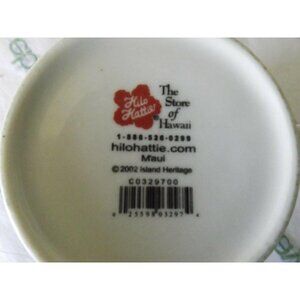 Hilo
Hattie
®
The
Store
of
Hawaii
1-888-526-0299
hilohattie.com
Maui
© 2002 Island Heritage
C0329700